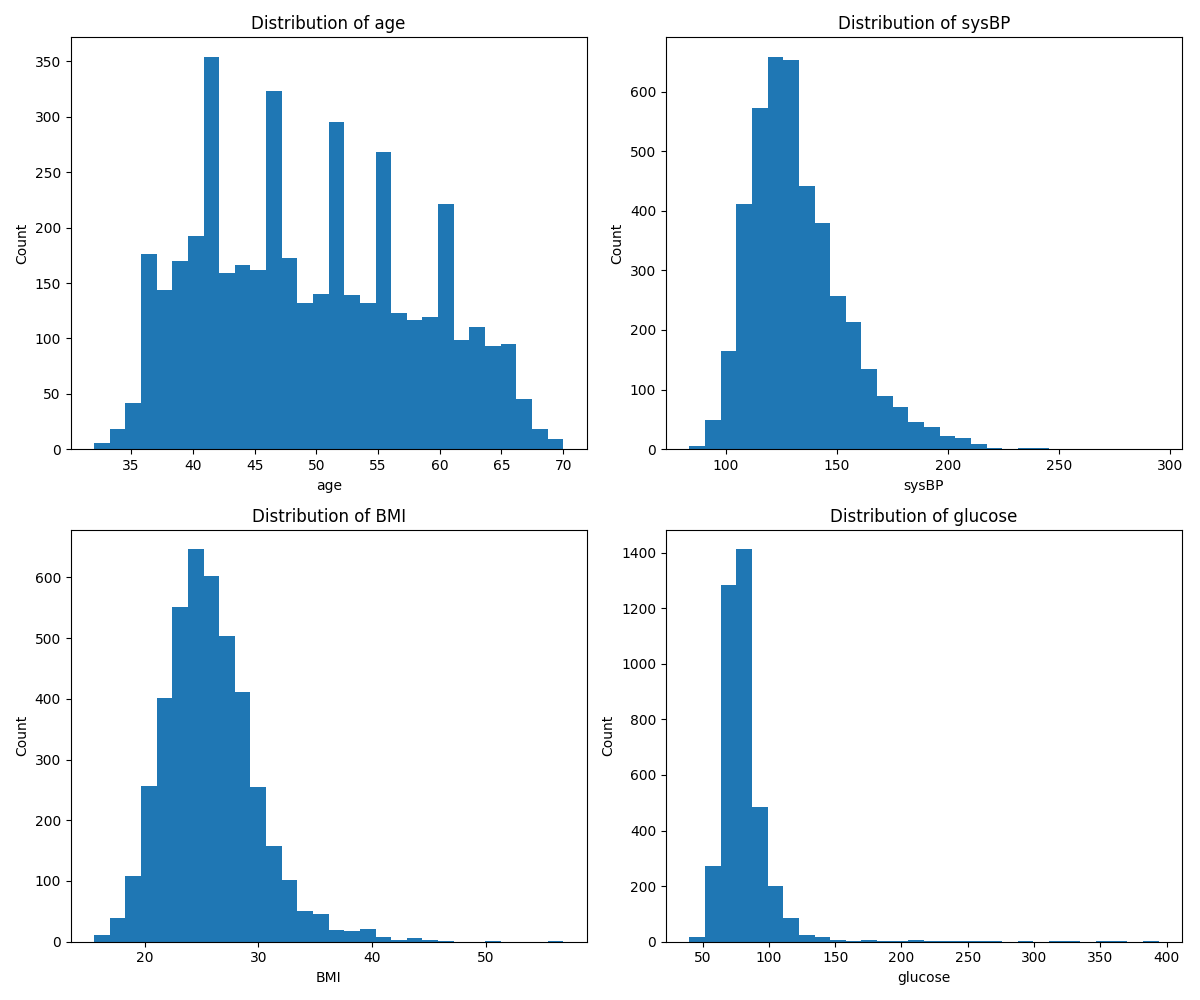 Distribution of age
350
300
250
200
150
100
50
0
Count
35 40 45 50 55 60 65 70
age
Distribution of sysBP
600
500
400
300
200
100
0
Count
100 150 200 250 300
sysBP
Distribution of BMI
600
500
400
300
200
100
0
Count
20 30 40 50
BMI
Distribution of glucose
1400
1200
1000
800
600
400
200
0
Count
50 100 150 200 250 300 350 400
glucose